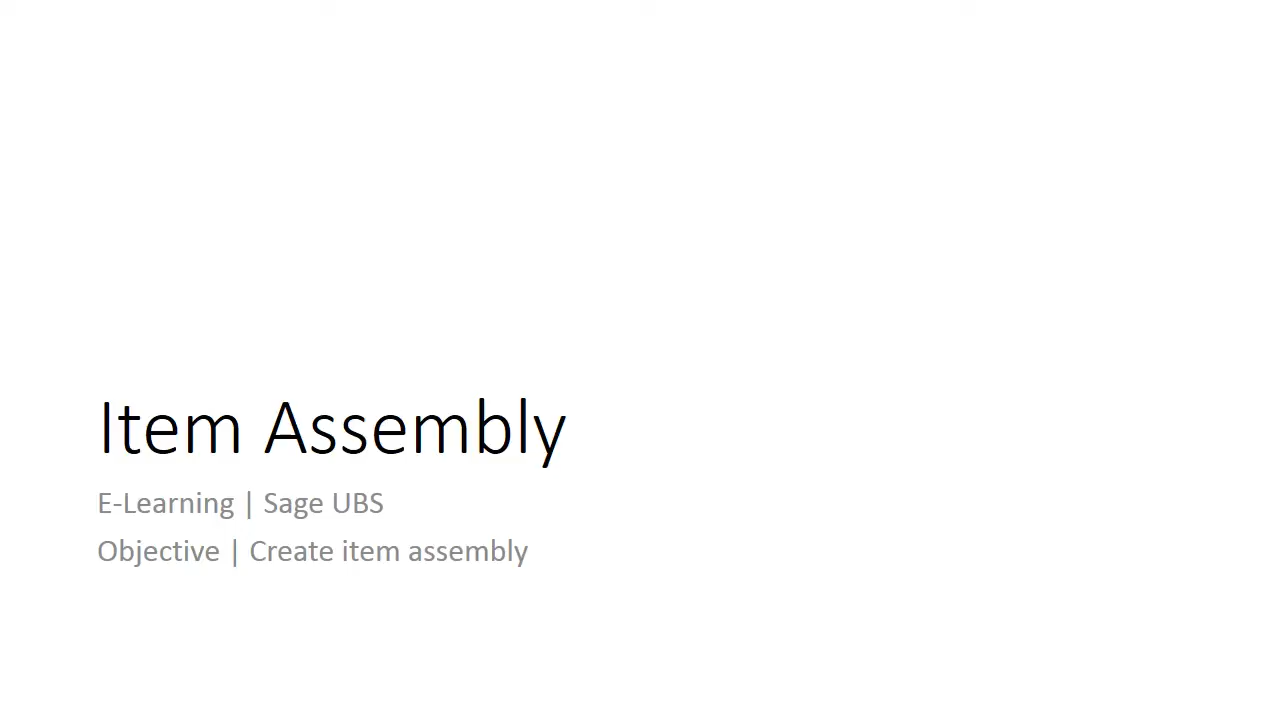 Item Assembly
E-Learning | Sage UBS
Objective | Create item assembly